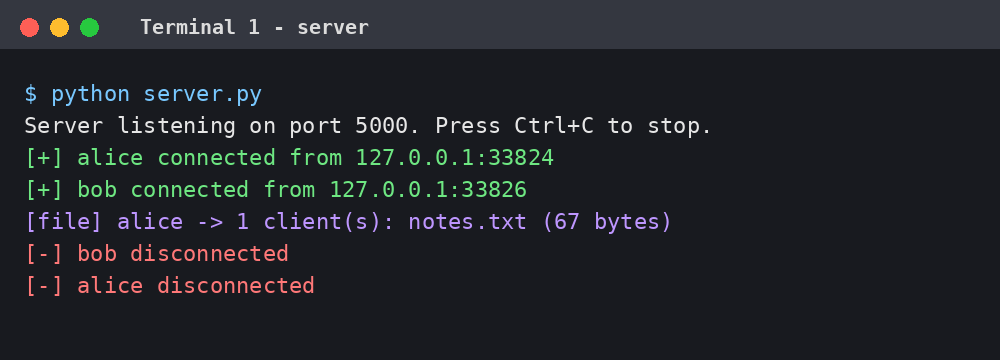 Terminal 1 - server
$ python server.py
Server listening on port 5000. Press Ctrl+C to stop.
[+] alice connected from 127.0.0.1:33824
[+] bob connected from 127.0.0.1:33826
[file] alice -> 1 client(s): notes.txt (67 bytes)
[-] bob disconnected
[-] alice disconnected